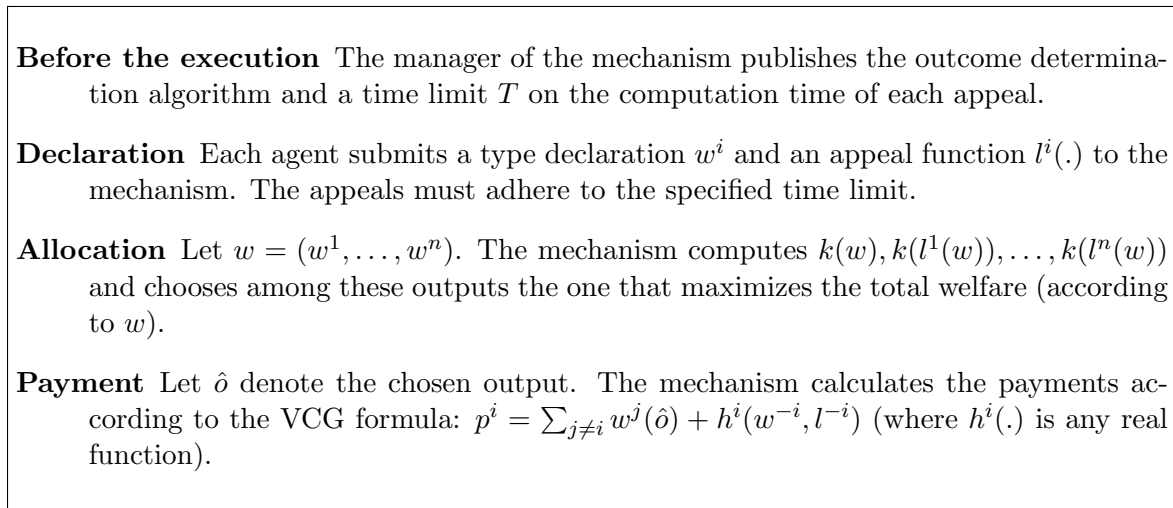 Before the execution The manager of the mechanism publishes the outcome determina-
tion algorithm and a time limit T on the computation time of each appeal.
Declaration Each agent submits a type declaration w^i and an appeal function l^i(.) to the
mechanism. The appeals must adhere to the specified time limit.
Allocation Let w = (w^1, . . . , w^n). The mechanism computes k(w), k(l^1(w)), . . . , k(l^n(w))
and chooses among these outputs the one that maximizes the total welfare (according
to w).
Payment Let ô denote the chosen output. The mechanism calculates the payments ac-
cording to the VCG formula: p^i = ∑_{j≠i} w^j(ô) + h^i(w^{-i}, l^{-i}) (where h^i(.) is any real
function).